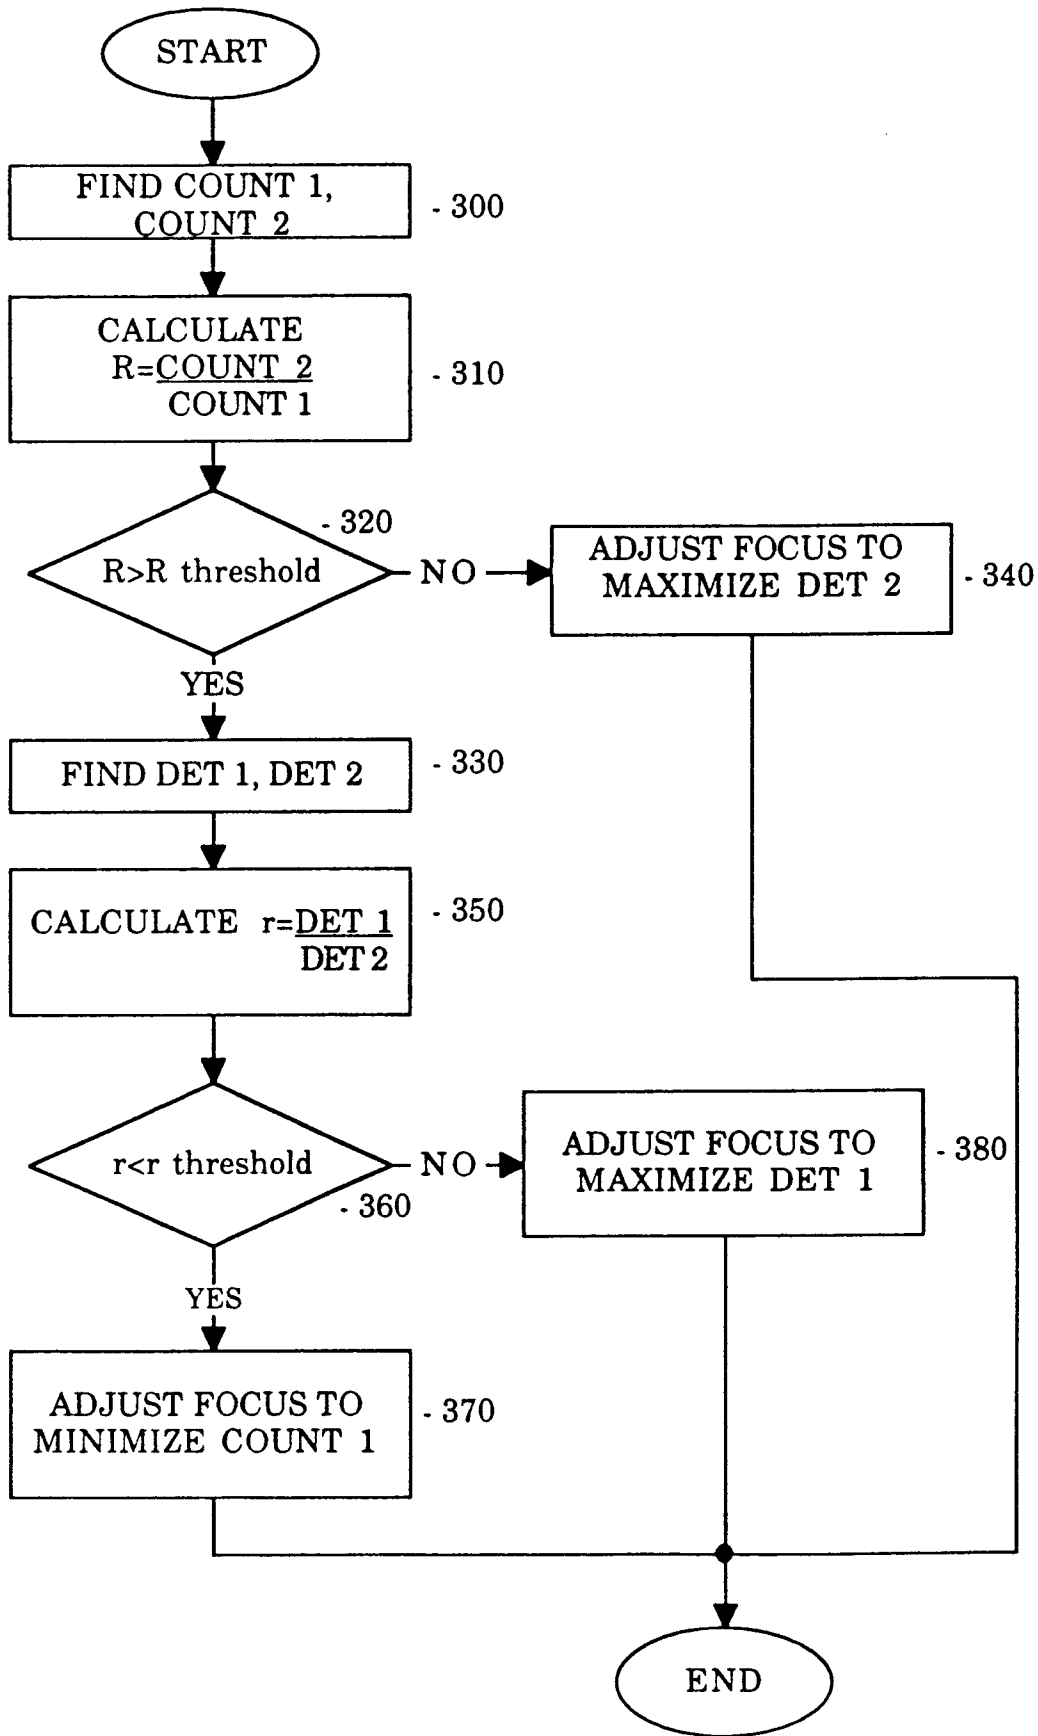 START
FIND COUNT 1,
COUNT 2
- 300
CALCULATE
R=COUNT 2
COUNT 1
- 310
- 320
R>R threshold
NO
ADJUST FOCUS TO
MAXIMIZE DET 2
- 340
YES
FIND DET 1, DET 2
- 330
CALCULATE r=DET 1
DET 2
- 350
r<r threshold
NO
- 360
ADJUST FOCUS TO
MAXIMIZE DET 1
- 380
YES
ADJUST FOCUS TO
MINIMIZE COUNT 1
- 370
END